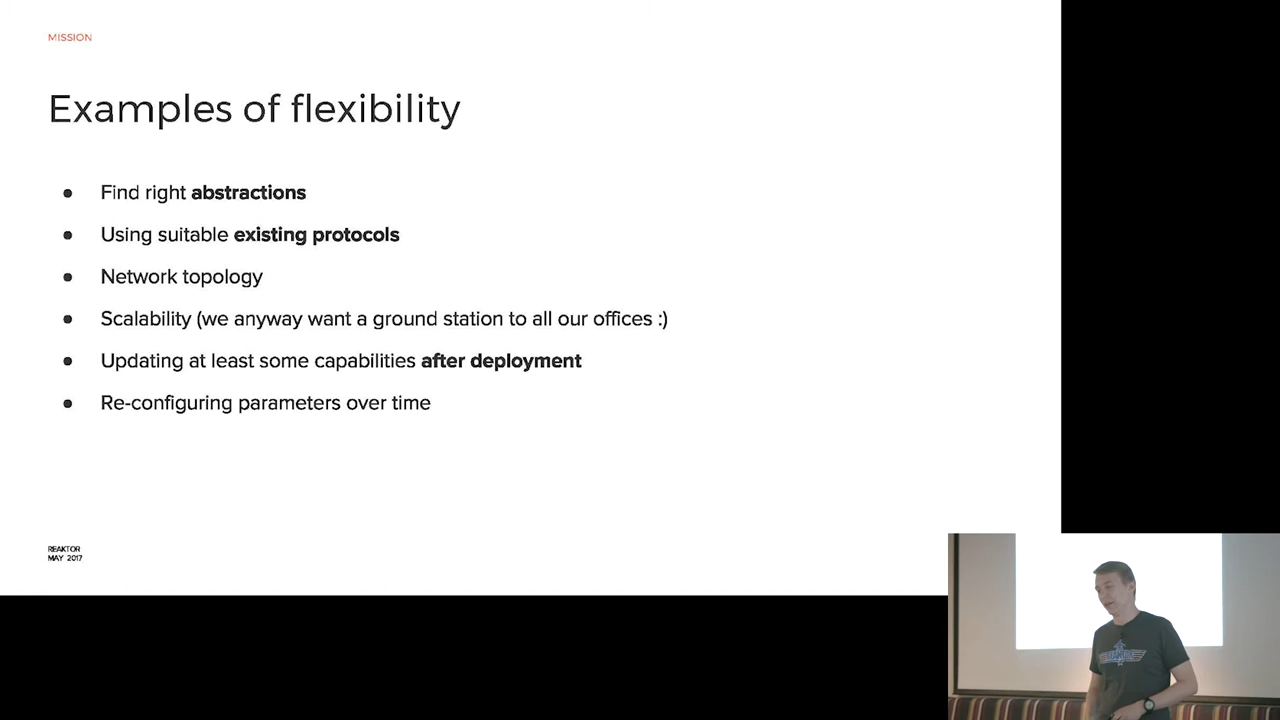 MISSION
Examples of flexibility
● Find right abstractions
● Using suitable existing protocols
● Network topology
● Scalability (we anyway want a ground station to all our offices :)
● Updating at least some capabilities after deployment
● Re-configuring parameters over time
REAKTOR
MAY 2017